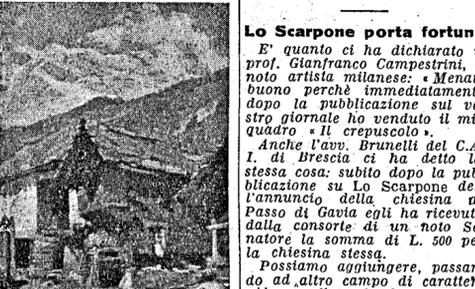 Lo Scarpone porta fortun
E' quanto ci ha dichiarato
prof. Gianfranco Campestrini,
noto artista milanese: « Menat
buono perchè immediatament
dopo la pubblicazione sul v
stro giornale ho venduto il mi
quadro « Il crepuscolo ».
Anche l'avv. Brunelli del C.A
I. di Brescia ci ha detto l
stessa cosa: subito dopo la pub
blicazione su Lo Scarpone de
l'annuncio della chiesina d
Passo di Gavia egli ha ricevut
dalla consorte di un noto Se
natore la somma di L. 500 pe
la chiesina stessa.
Possiamo aggiungere, passan
do ad altro campo di caratte